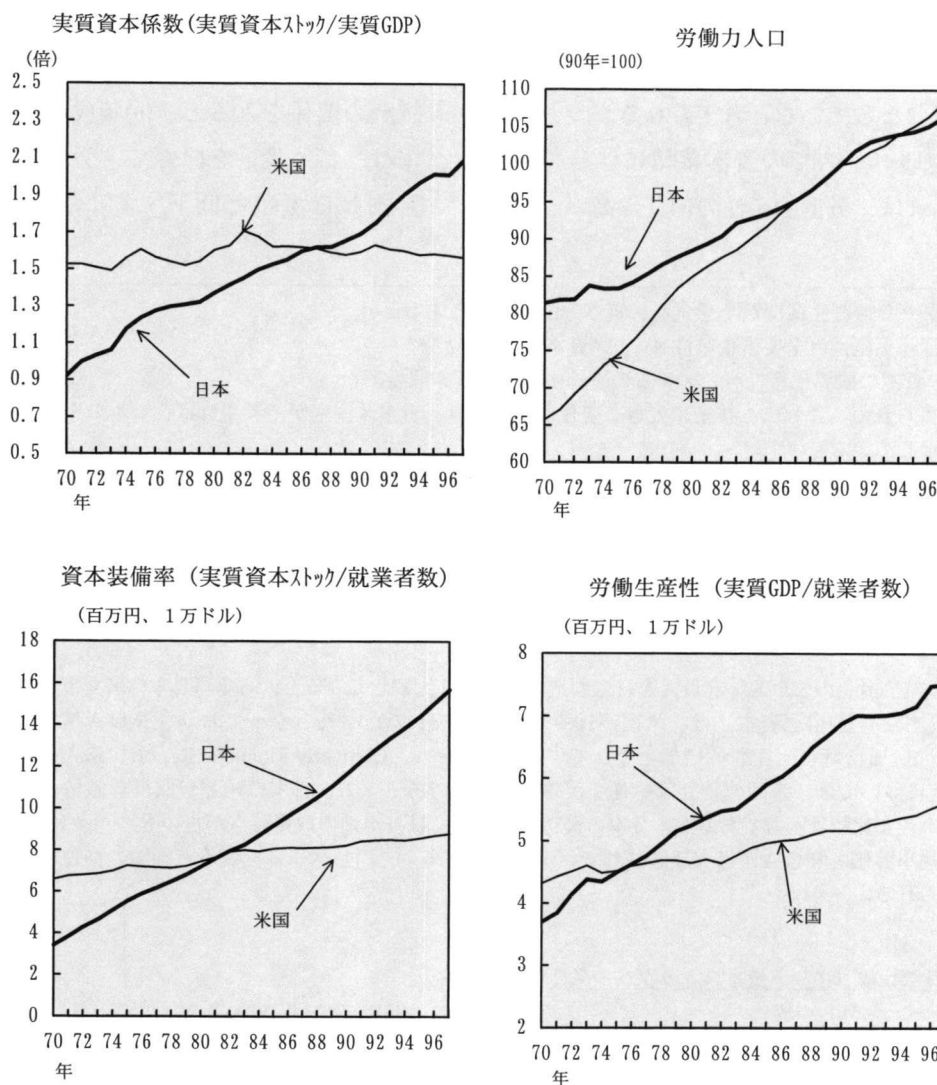 実質資本係数(実質資本ストック/実質GDP)
(倍)
2.5
2.3
2.1
1.9
1.7
1.5
1.3
1.1
0.9
0.7
0.5
米国
日本
70 72 74 76 78 80 82 84 86 88 90 92 94 96
年
労働力人口
(90年=100)
110
105
100
95
90
85
80
75
70
65
60
日本
米国
70 72 74 76 78 80 82 84 86 88 90 92 94 96
年
資本装備率 (実質資本ストック/就業者数)
(百万円、1万ドル)
18
16
14
12
10
8
6
4
2
0
日本
米国
70 72 74 76 78 80 82 84 86 88 90 92 94 96
年
労働生産性 (実質GDP/就業者数)
(百万円、1万ドル)
8
7
6
5
4
3
2
日本
米国
70 72 74 76 78 80 82 84 86 88 90 92 94 96
年